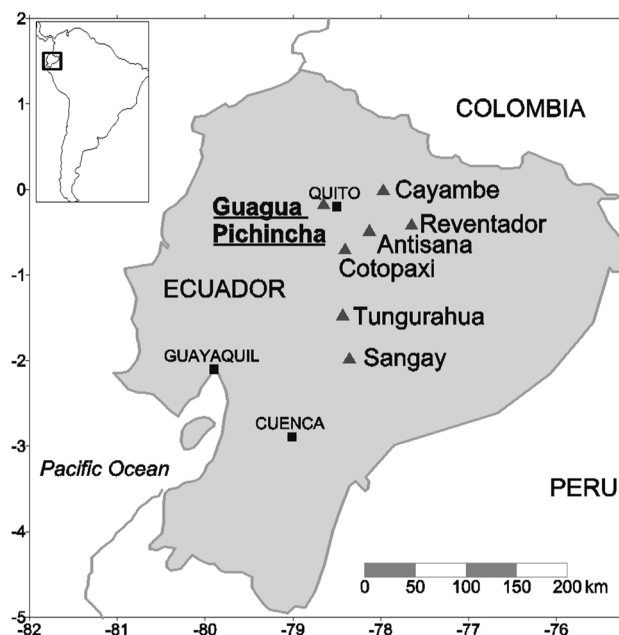 2
COLOMBIA
1
0
QUITO
Cayambe
Guagua
Pichincha
Reventador
Antisana
Cotopaxi
-1
ECUADOR
Tungurahua
GUAYAQUIL
Sangay
-2
CUENCA
-3
Pacific Ocean
PERU
-4
0 50 100 150 200 km
-5
-82 -81 -80 -79 -78 -77 -76